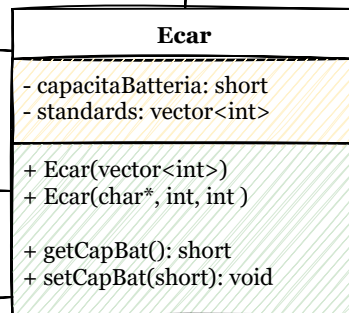 Ecar
- capacitaBatteria: short
- standards: vector<int>
+ Ecar(vector<int>)
+ Ecar(char*, int, int )
+ getCapBat(): short
+ setCapBat(short): void